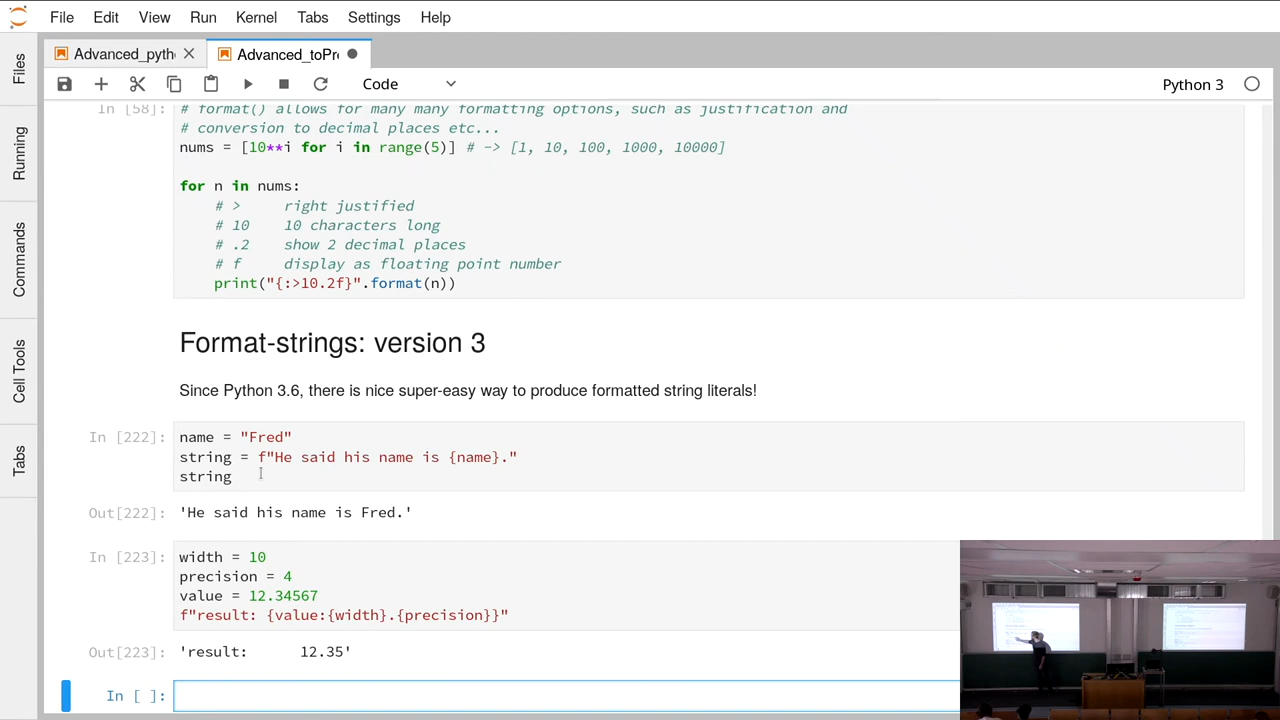 File Edit View Run Kernel Tabs Settings Help
Files
Running
Commands
Cell Tools
Tabs
Advanced_pyth
Advanced_toPr
Code
Python 3
In [58]:
# format() allows for many many formatting options, such as justification and
# conversion to decimal places etc...
nums = [10**i for i in range(5)] # -> [1, 10, 100, 1000, 10000]
for n in nums:
# > right justified
# 10 10 characters long
# .2 show 2 decimal places
# f display as floating point number
print("{:>10.2f}".format(n))
Format-strings: version 3
Since Python 3.6, there is nice super-easy way to produce formatted string literals!
In [222]:
name = "Fred"
string = f"He said his name is {name}."
string
Out[222]: 'He said his name is Fred.'
In [223]:
width = 10
precision = 4
value = 12.34567
f"result: {value:{width}.{precision}}"
Out[223]: 'result:      12.35'
In [ ]: